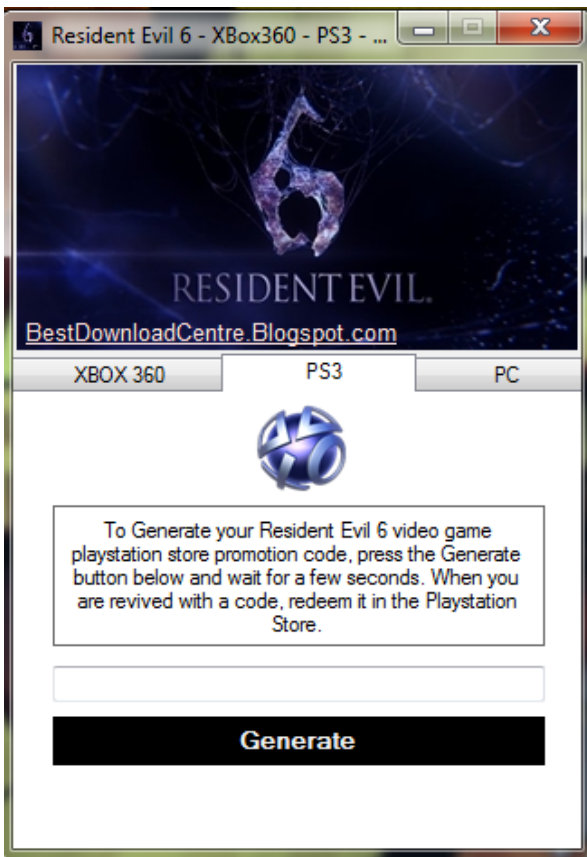 Resident Evil 6 - XBox360 - PS3 - ...
RESIDENT EVIL.
BestDownloadCentre.Blogspot.com
XBOX 360
PS3
PC
To Generate your Resident Evil 6 video game
playstation store promotion code, press the Generate
button below and wait for a few seconds. When you
are revived with a code, redeem it in the Playstation
Store.
Generate